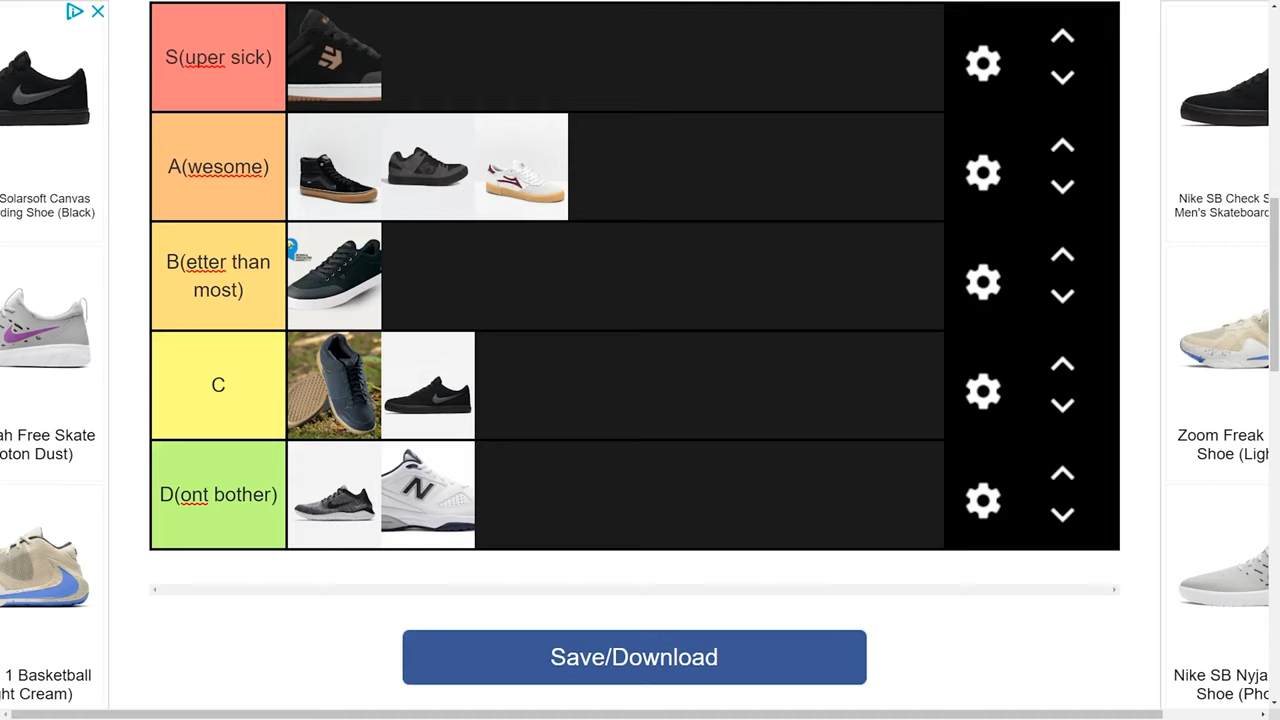 S(uper sick)
A(wesome)
B(etter than
most)
C
D(ont bother)
N
Save/Download
Solarsoft Canvas
ding Shoe (Black)
ah Free Skate
oton Dust)
1 Basketball
ght Cream)
Nike SB Check S
Men's Skateboard
Zoom Freak
Shoe (Ligh
Nike SB Nyja
Shoe (Pho